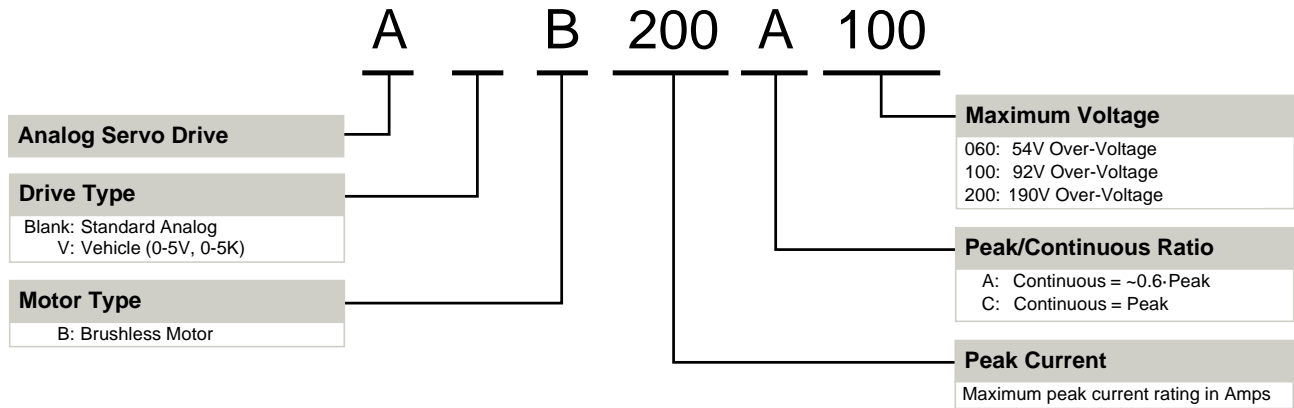 A B 200 A 100
Analog Servo Drive
Drive Type
Blank: Standard Analog
V: Vehicle (0-5V, 0-5K)
Motor Type
B: Brushless Motor
Maximum Voltage
060: 54V Over-Voltage
100: 92V Over-Voltage
200: 190V Over-Voltage
Peak/Continuous Ratio
A: Continuous = ~0.6·Peak
C: Continuous = Peak
Peak Current
Maximum peak current rating in Amps